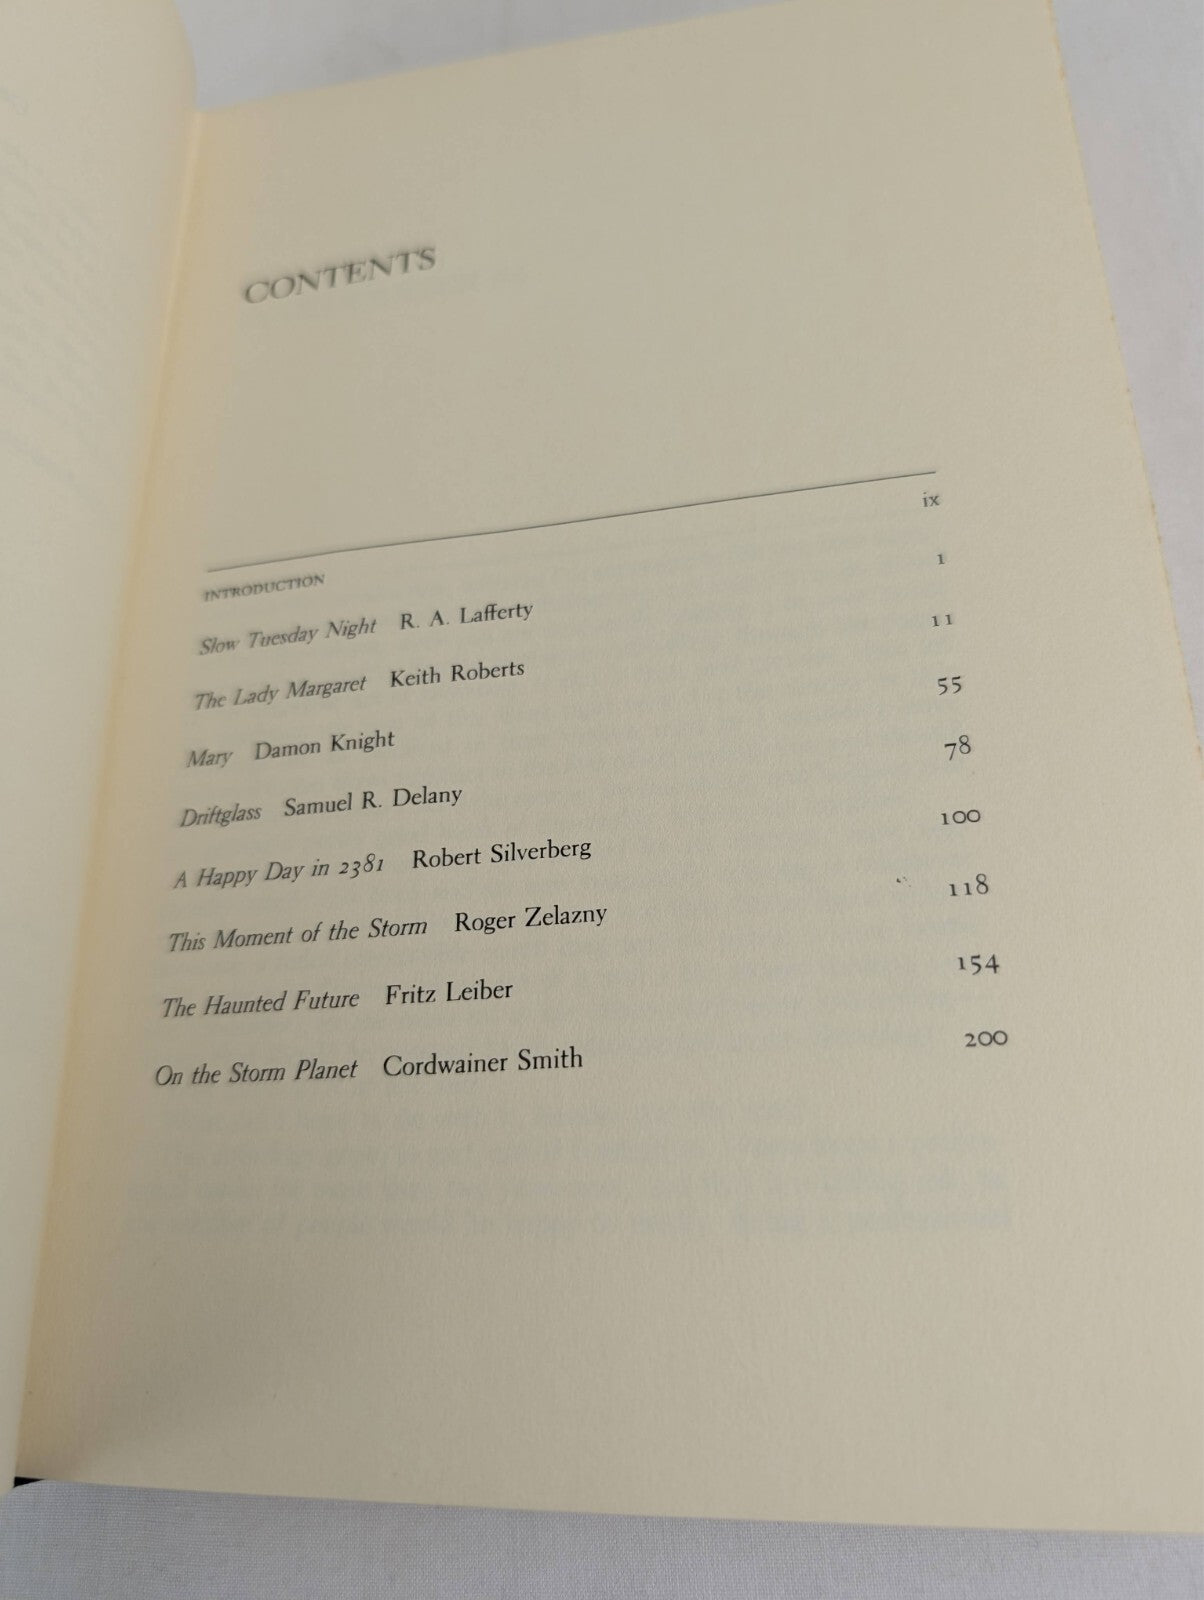 CONTENTS
INTRODUCTION ix
Slow Tuesday Night R. A. Lafferty 1
The Lady Margaret Keith Roberts 11
Mary Damon Knight 55
Driftglass Samuel R. Delany 78
A Happy Day in 2381 Robert Silverberg 100
This Moment of the Storm Roger Zelazny 118
The Haunted Future Fritz Leiber 154
On the Storm Planet Cordwainer Smith 200